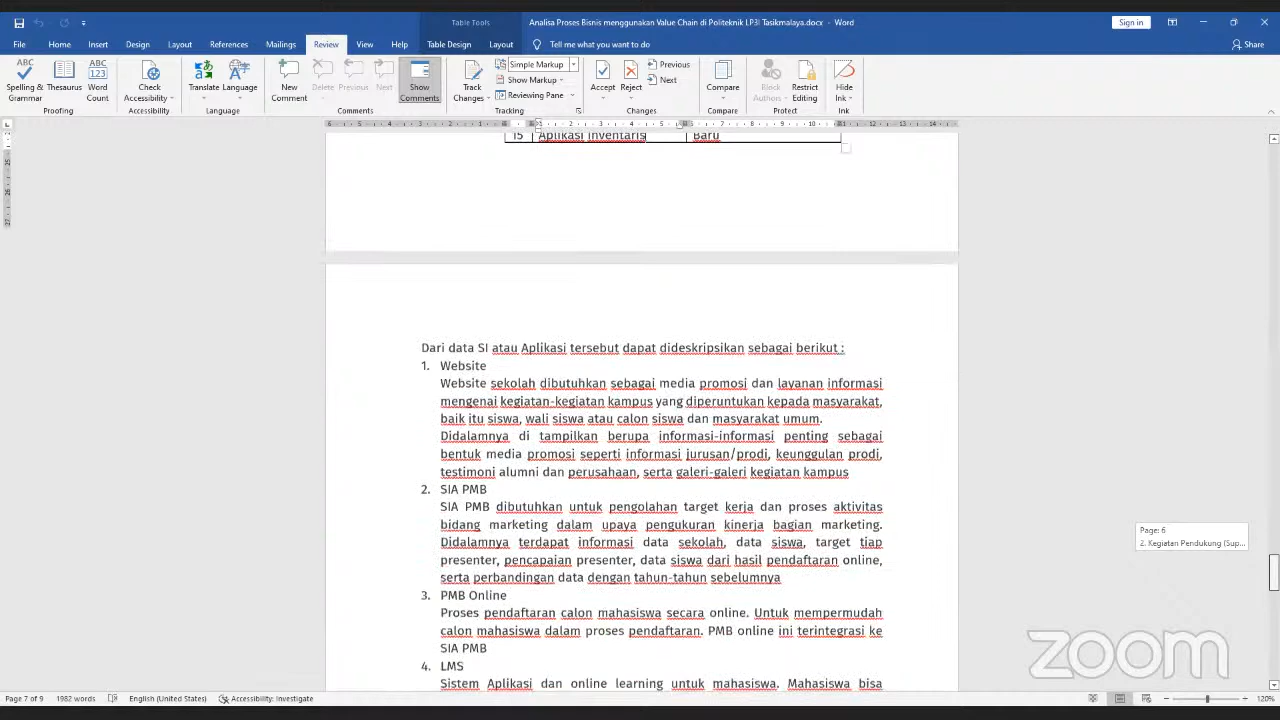 Table Tools
Analisa Proses Bisnis menggunakan Value Chain di Politeknik LP3I Tasikmalaya.docx - Word
Sign in
File Home Insert Design Layout References Mailings Review View Help Table Design Layout Tell me what you want to do Share
Spelling & Grammar
Thesaurus
Word Count
Check Accessibility
Translate
Language
New Comment
Delete
Previous
Next
Show Comments
Track Changes
Simple Markup
Show Markup
Reviewing Pane
Accept
Reject
Previous
Next
Compare
Block Authors
Restrict Editing
Hide Ink
Proofing Accessibility Language Comments Tracking Changes Compare Protect Ink
15 Aplikasi Inventaris Baru
Dari data SI atau Aplikasi tersebut dapat dideskripsikan sebagai berikut :
1. Website
Website sekolah dibutuhkan sebagai media promosi dan layanan informasi
mengenai kegiatan-kegiatan kampus yang diperuntukan kepada masyarakat,
baik itu siswa, wali siswa atau calon siswa dan masyarakat umum.
Didalamnya di tampilkan berupa informasi-informasi penting sebagai
bentuk media promosi seperti informasi jurusan/prodi, keunggulan prodi,
testimoni alumni dan perusahaan, serta galeri-galeri kegiatan kampus
2. SIA PMB
SIA PMB dibutuhkan untuk pengolahan target kerja dan proses aktivitas
bidang marketing dalam upaya pengukuran kinerja bagian marketing.
Didalamnya terdapat informasi data sekolah, data siswa, target tiap
presenter, pencapaian presenter, data siswa dari hasil pendaftaran online,
serta perbandingan data dengan tahun-tahun sebelumnya
3. PMB Online
Proses pendaftaran calon mahasiswa secara online. Untuk mempermudah
calon mahasiswa dalam proses pendaftaran. PMB online ini terintegrasi ke
SIA PMB
4. LMS
Sistem Aplikasi dan online learning untuk mahasiswa. Mahasiswa bisa
Page: 6
2. Kegiatan Pendukung (Sup...
zoom
Page 7 of 9 1982 words English (United States) Accessibility: Investigate 120%